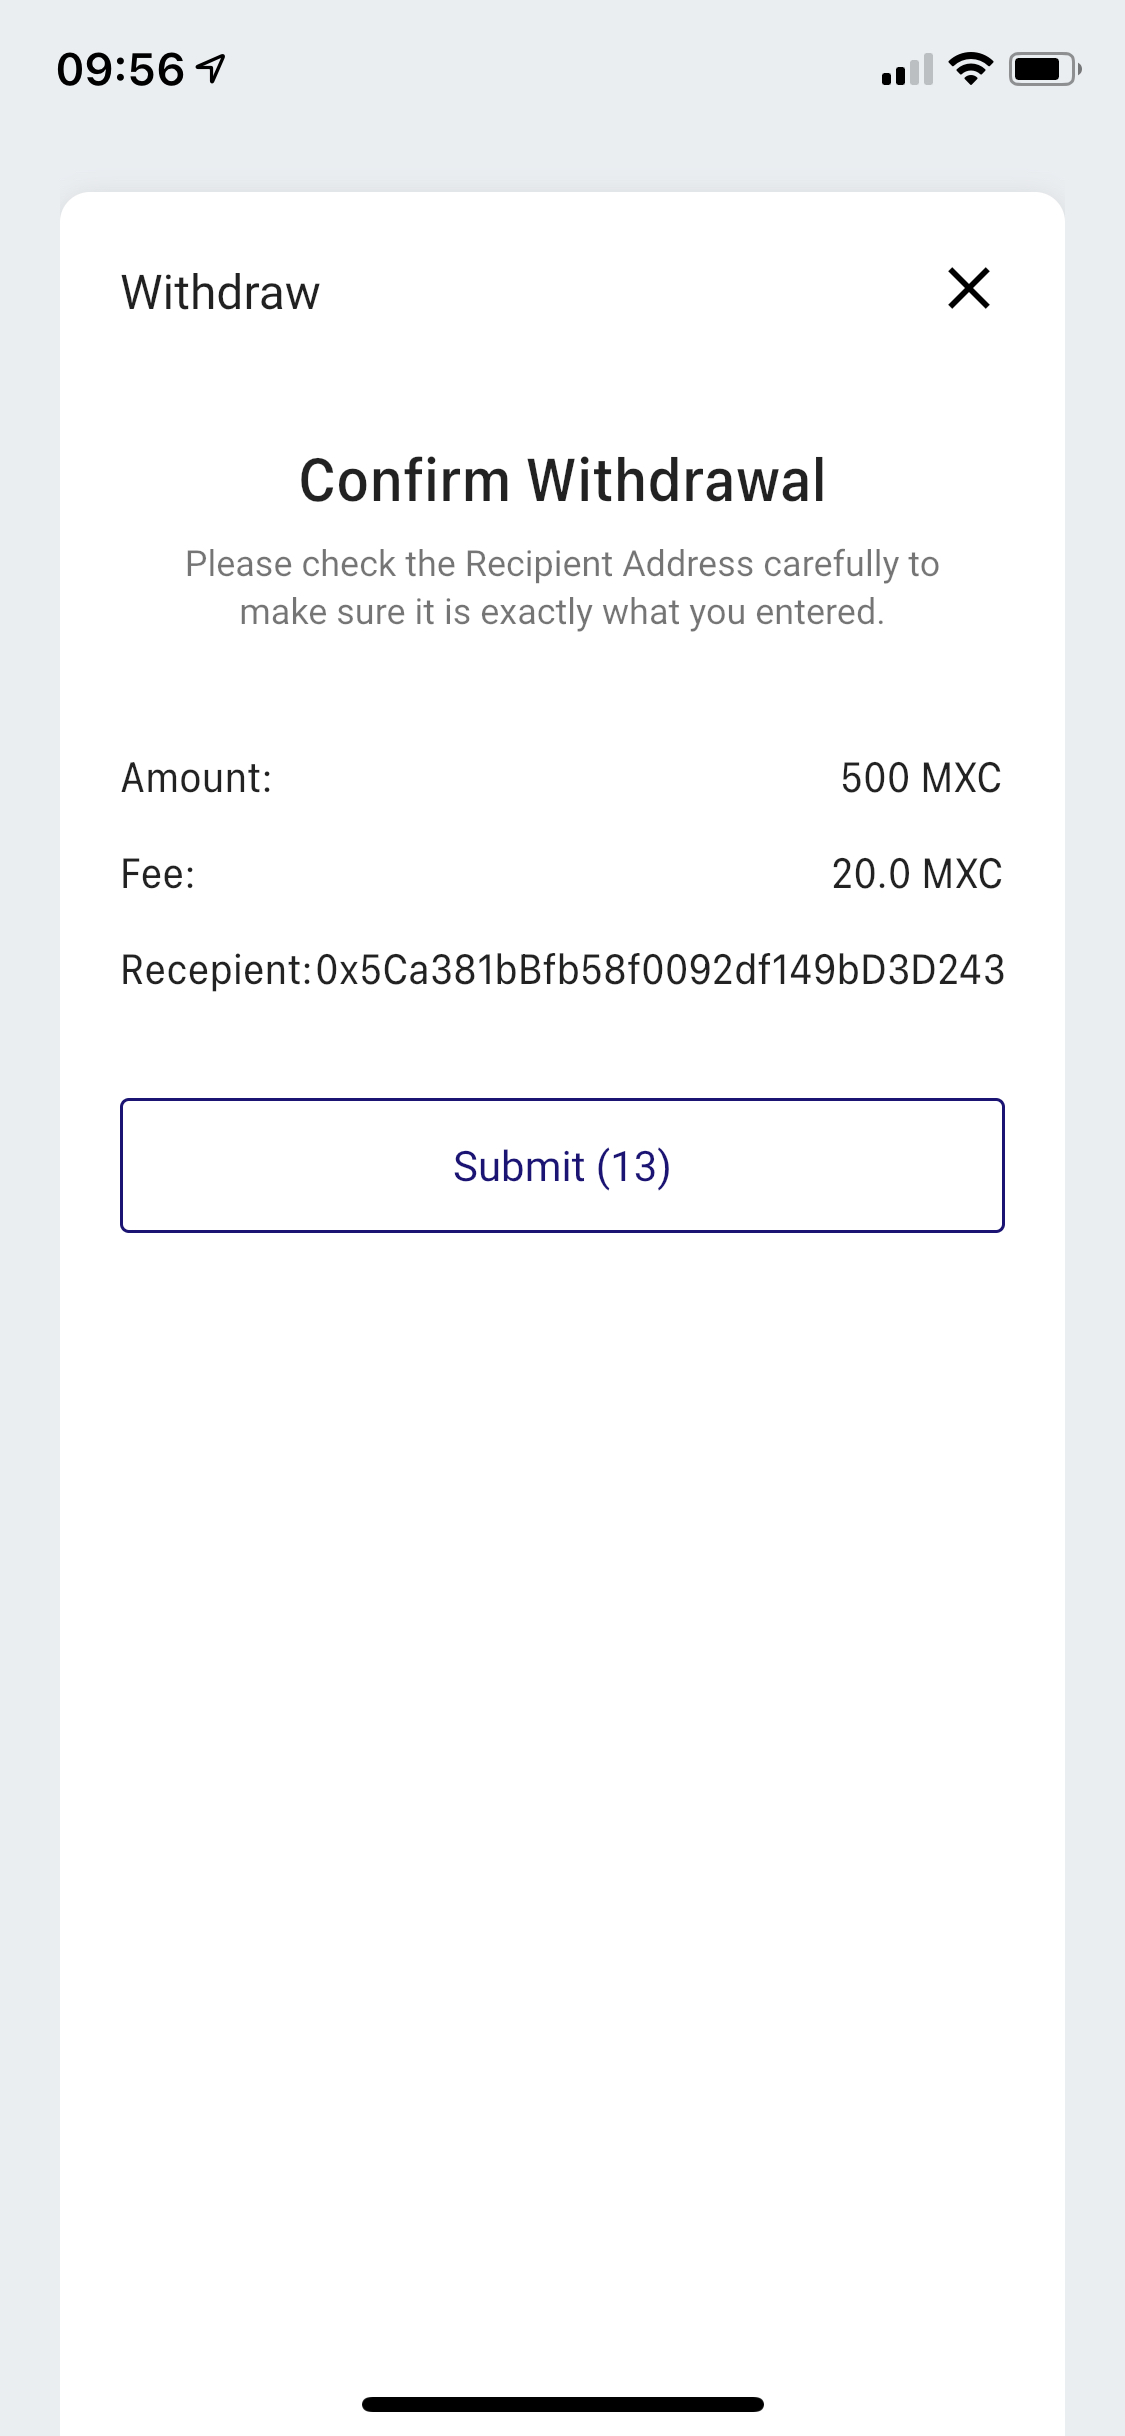 09:56
Withdraw
Confirm Withdrawal
Please check the Recipient Address carefully to
make sure it is exactly what you entered.
Amount: 500 MXC
Fee: 20.0 MXC
Recepient:0x5Ca381bBfb58f0092df149bD3D243
Submit (13)